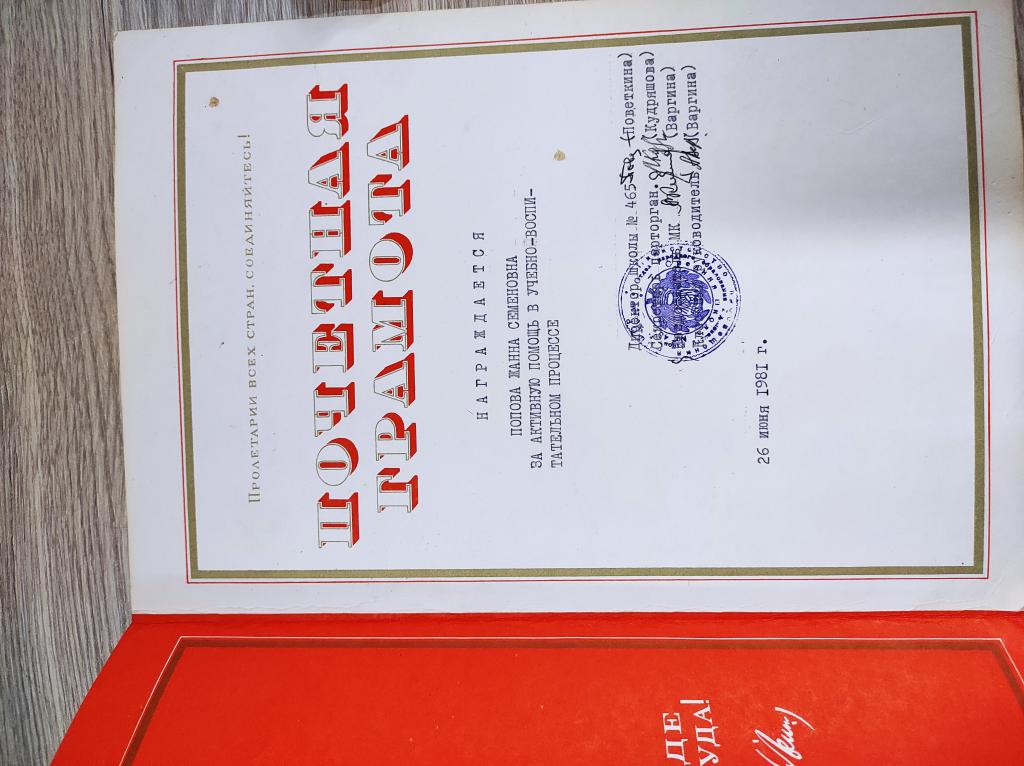 Пролетарии всех стран, соединяйтесь!
ПОЧЕТНАЯ
ГРАМОТА
НАГРАЖДАЕТСЯ
ПОПОВА ЖАННА СЕМЕНОВНА
ЗА АКТИВНУЮ ПОМОЩЬ В УЧЕБНО-ВОСПИ-
ТАТЕЛЬНОМ ПРОЦЕССЕ
Директор школы № 465 (Поветкина)
Секретарь парторган. (Кудряшова)
МК (Варгина)
руководитель (Варгина)
26 июня 1981 г.
ДЕ
УДА!